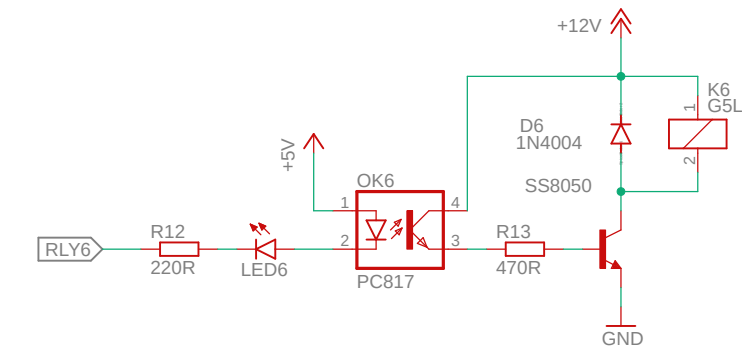 +12V
K6
G5L
1
2
D6
1N4004
SS8050
+5V
OK6
1
2
4
3
PC817
RLY6
R12
220R
LED6
R13
470R
GND